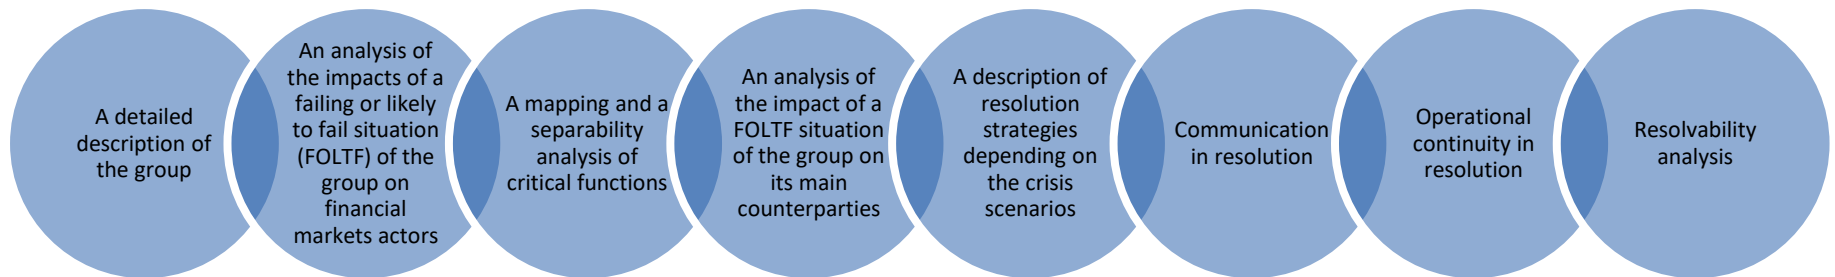 A detailed
description of
the group
An analysis of
the impacts of a
failing or likely
to fail situation
(FOLTF) of the
group on
financial
markets actors
A mapping and a
separability
analysis of
critical functions
An analysis of
the impact of a
FOLTF situation
of the group on
its main
counterparties
A description of
resolution
strategies
depending on
the crisis
scenarios
Communication
in resolution
Operational
continuity in
resolution
Resolvability
analysis